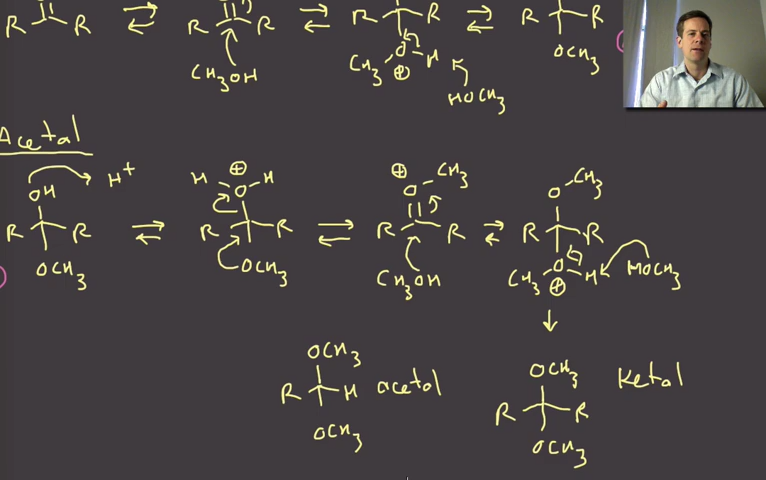 R R R R R R R R
CH3OH CH3 O H ⊕ OCH3
HOCH3
Acetal
OH H+ H O H ⊕ ⊕ O CH3 O CH3
R R R R R R R R
OCH3 OCH3 CH3OH CH3 O H ⊕ HOCH3
OCH3 OCH3
R H acetal R R Ketal
OCH3 OCH3